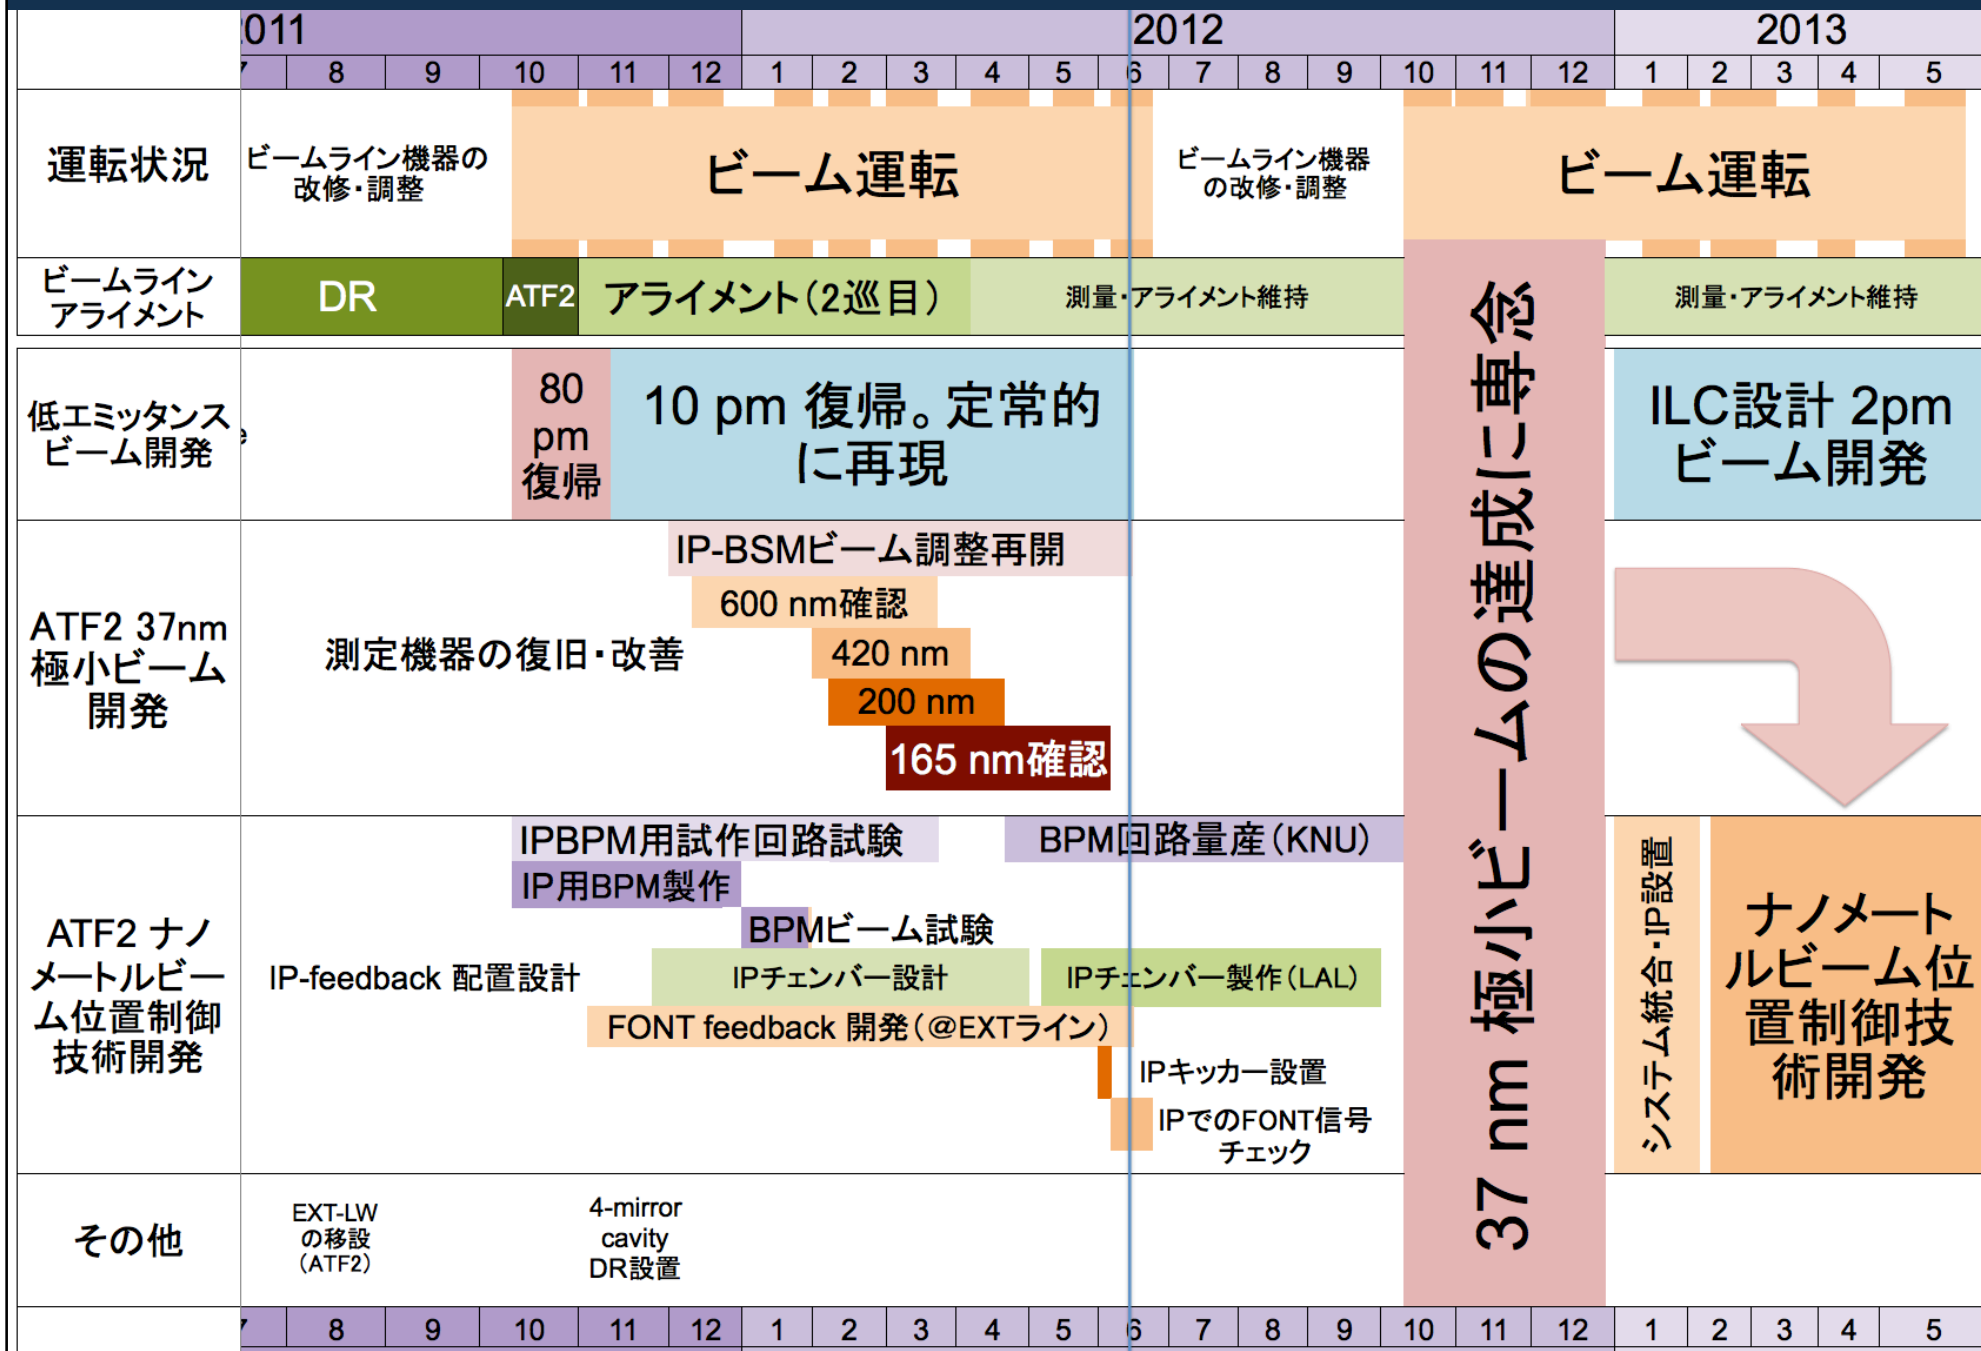 011
2012
2013
7 8 9 10 11 12 1 2 3 4 5 6 7 8 9 10 11 12 1 2 3 4 5
運転状況
ビームライン機器の
改修・調整
ビーム運転
ビームライン機器
の改修・調整
ビーム運転
ビームライン
アライメント
DR
ATF2
アライメント（2巡目）
測量・アライメント維持
測量・アライメント維持
低エミッタンス
ビーム開発
e
80
pm
復帰
10 pm 復帰。定常的
に再現
ILC設計 2pm
ビーム開発
37 nm 極小ビームの達成に専念
ATF2 37nm
極小ビーム
開発
測定機器の復旧・改善
IP-BSMビーム調整再開
600 nm確認
420 nm
200 nm
165 nm確認
ATF2 ナノ
メートルビー
ム位置制御
技術開発
IP-feedback 配置設計
IPBPM用試作回路試験
BPM回路量産（KNU）
IP用BPM製作
BPMビーム試験
IPチェンバー設計
IPチェンバー製作（LAL）
FONT feedback 開発（@EXTライン）
IPキッカー設置
IPでのFONT信号
チェック
システム統合・IP設置
ナノメート
ルビーム位
置制御技
術開発
その他
EXT-LW
の移設
（ATF2）
4-mirror
cavity
DR設置
7 8 9 10 11 12 1 2 3 4 5 6 7 8 9 10 11 12 1 2 3 4 5